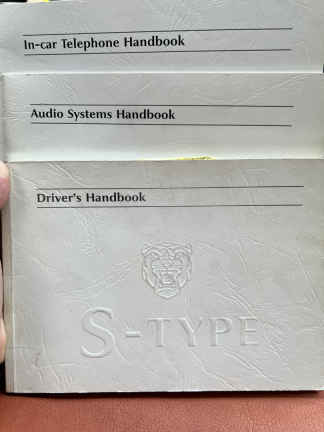 In-car Telephone Handbook
Audio Systems Handbook
Driver's Handbook
S-TYPE